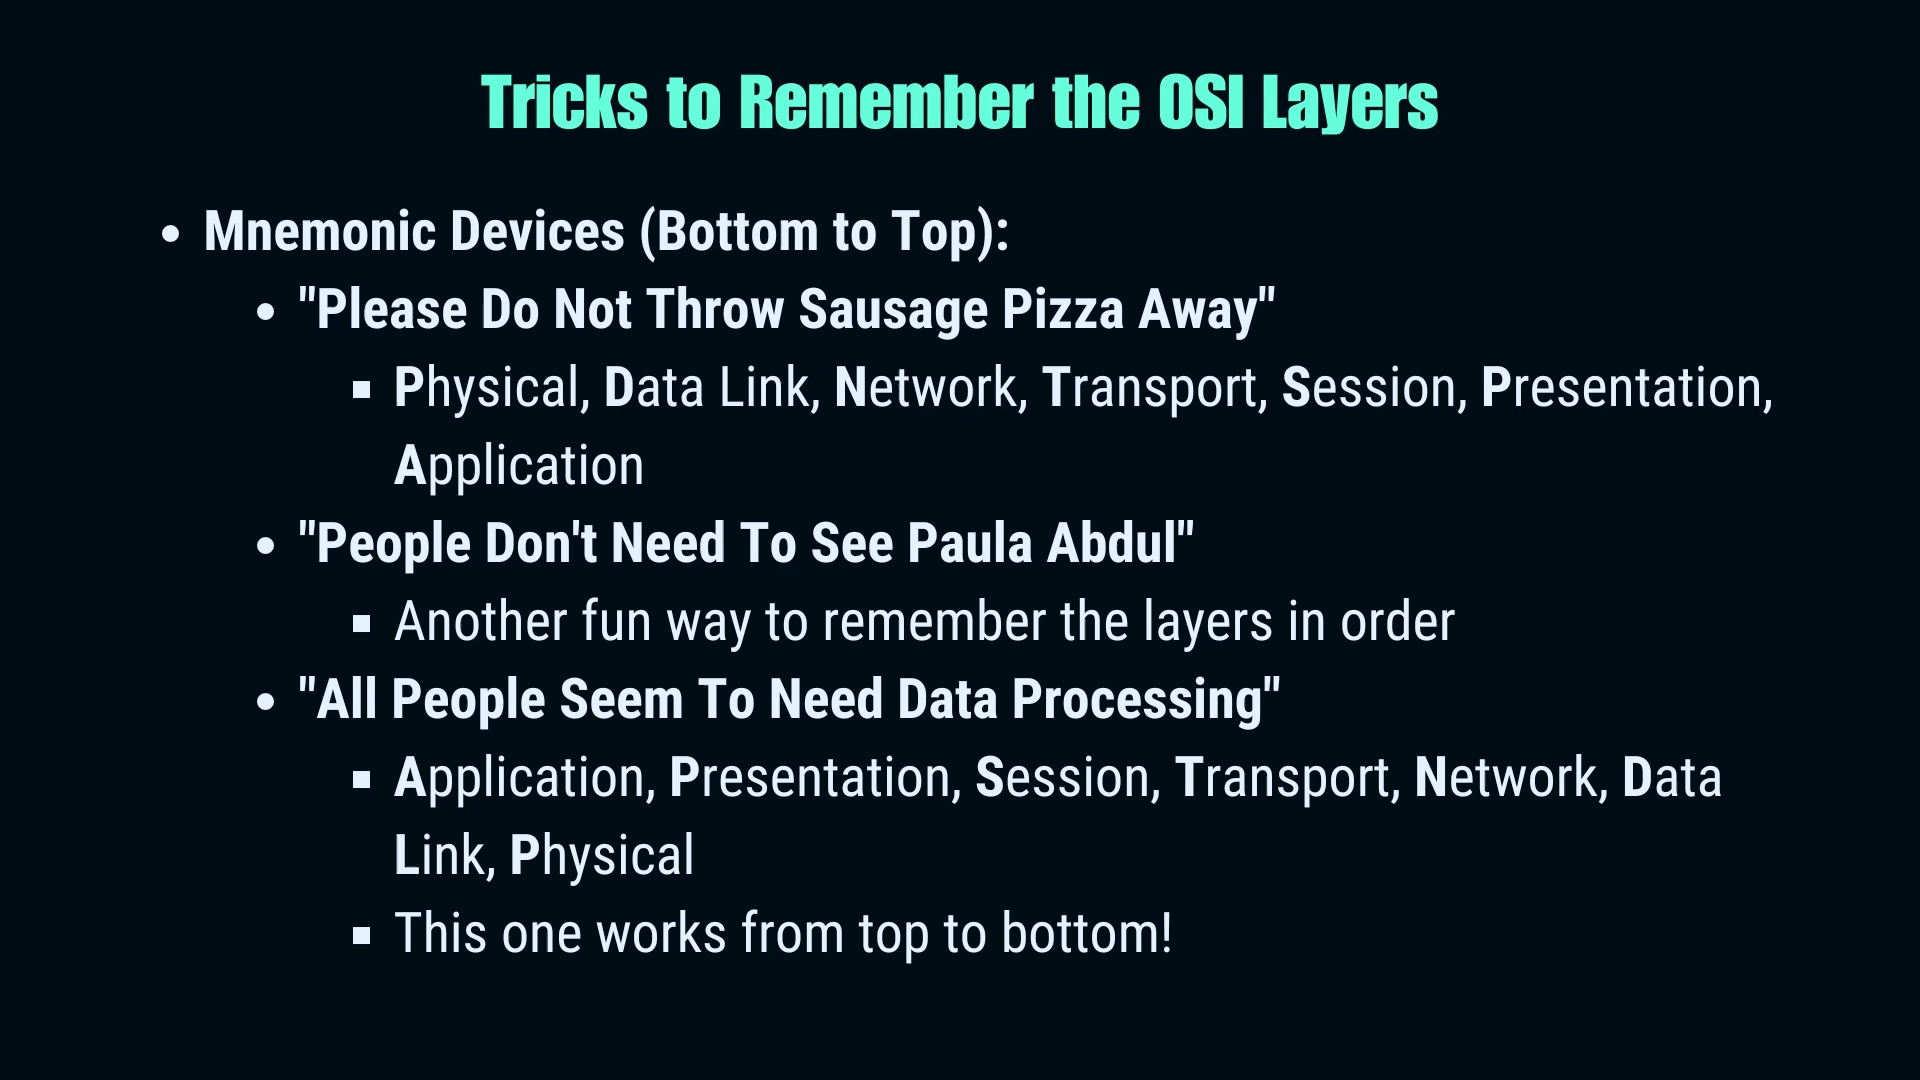 Tricks to Remember the OSI Layers
• Mnemonic Devices (Bottom to Top):
• "Please Do Not Throw Sausage Pizza Away"
▪ Physical, Data Link, Network, Transport, Session, Presentation,
Application
• "People Don't Need To See Paula Abdul"
▪ Another fun way to remember the layers in order
• "All People Seem To Need Data Processing"
▪ Application, Presentation, Session, Transport, Network, Data
Link, Physical
▪ This one works from top to bottom!